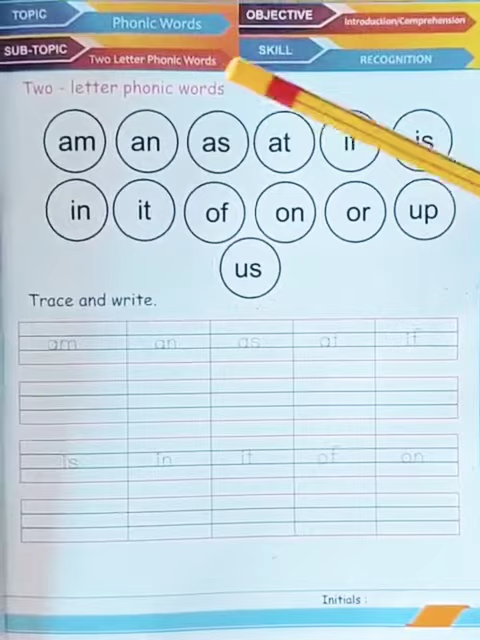 TOPIC Phonic Words OBJECTIVE Introduction/Comprehension
SUB-TOPIC Two Letter Phonic Words SKILL RECOGNITION
Two - letter phonic words
am an as at if is
in it of on or up
us
Trace and write.
am an as at if
is in it of on
Initials :